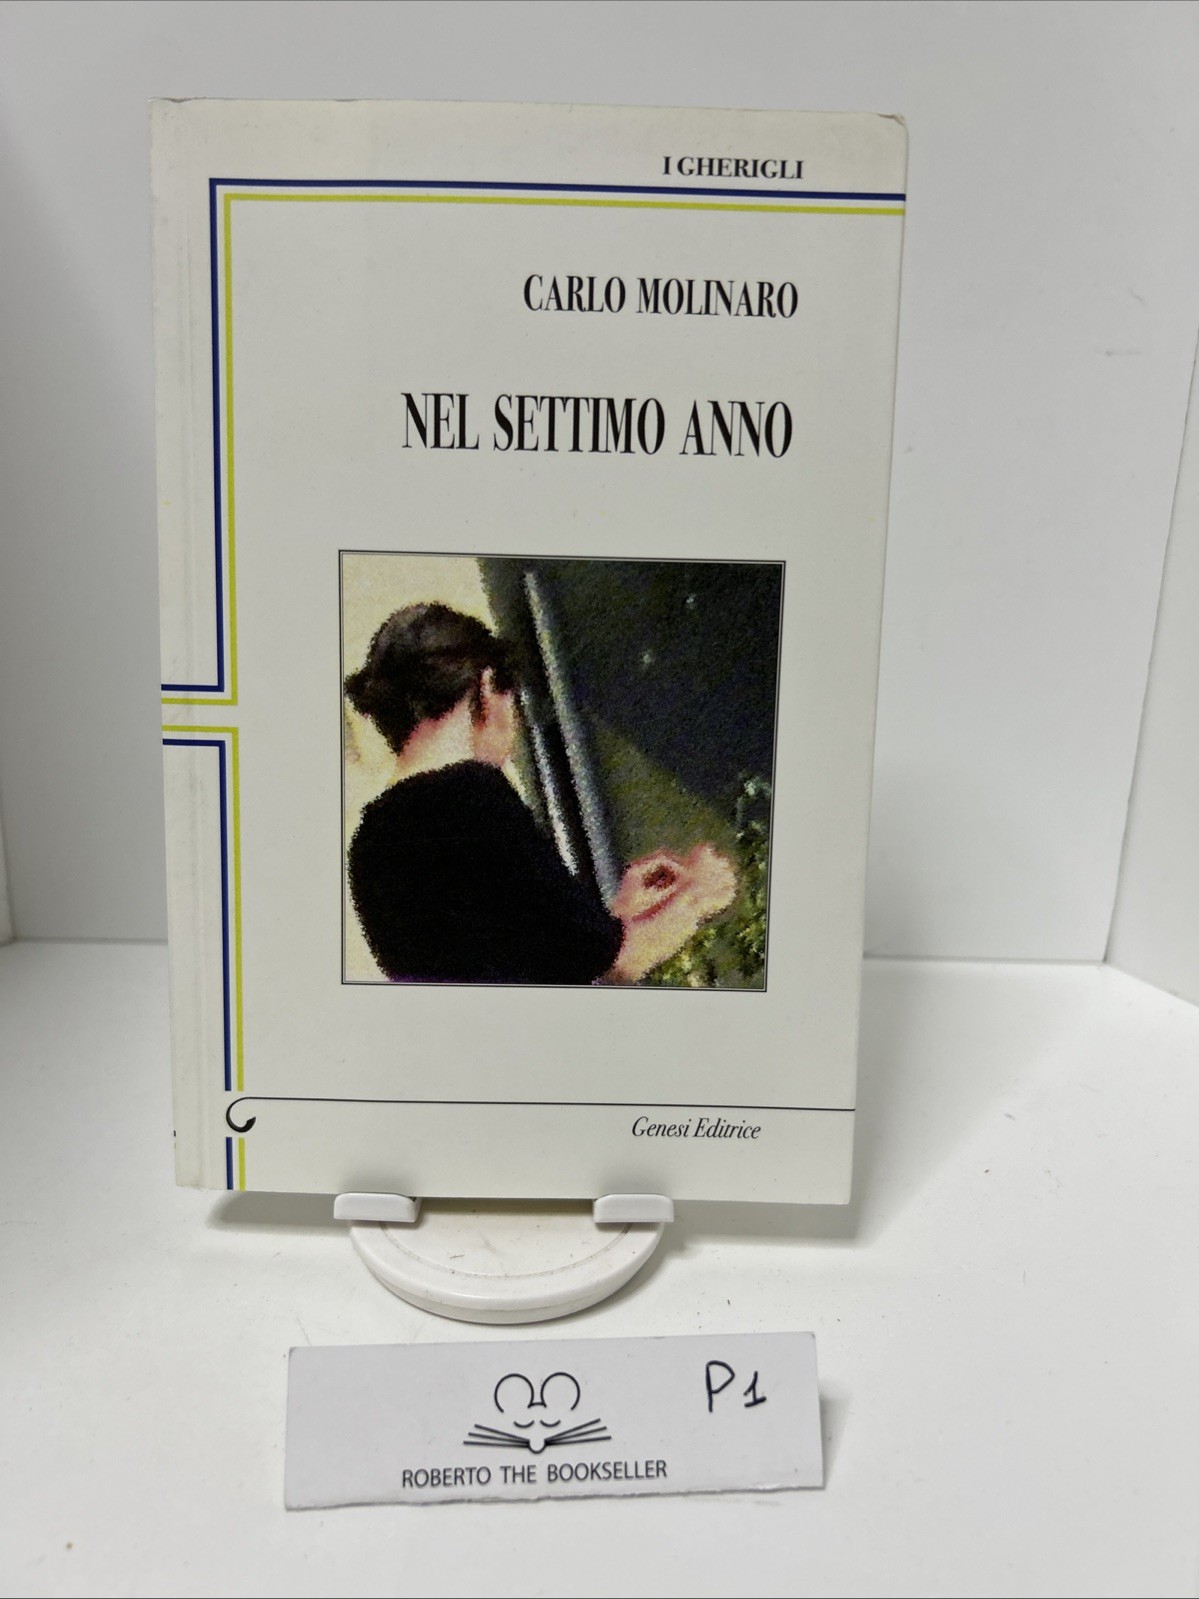 I GHERIGLI
CARLO MOLINARO
NEL SETTIMO ANNO
Genesi Editrice
P1
ROBERTO THE BOOKSELLER